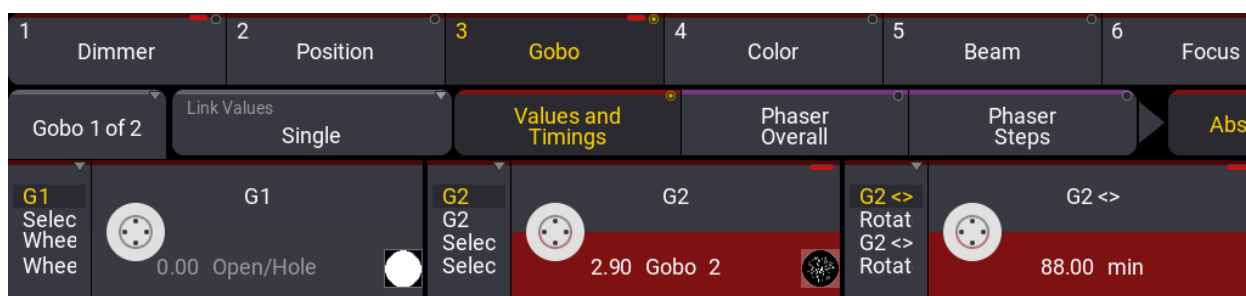 1 Dimmer
2 Position
3 Gobo
4 Color
5 Beam
6 Focus
Gobo 1 of 2
Link Values
Single
Values and
Timings
Phaser
Overall
Phaser
Steps
Abs
G1
Selec
Whee
Whee
G1
0.00 Open/Hole
G2
G2
Selec
Selec
G2
2.90 Gobo 2
G2 <>
Rotat
G2 <>
Rotat
G2 <>
88.00 min